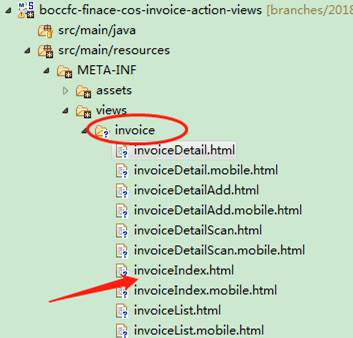 boccfc-finace-cos-invoice-action-views [branches/2018
src/main/java
src/main/resources
META-INF
assets
views
invoice
invoiceDetail.html
invoiceDetail.mobile.html
invoiceDetailAdd.html
invoiceDetailAdd.mobile.html
invoiceDetailScan.html
invoiceDetailScan.mobile.html
invoiceIndex.html
invoiceIndex.mobile.html
invoiceList.html
invoiceList.mobile.html